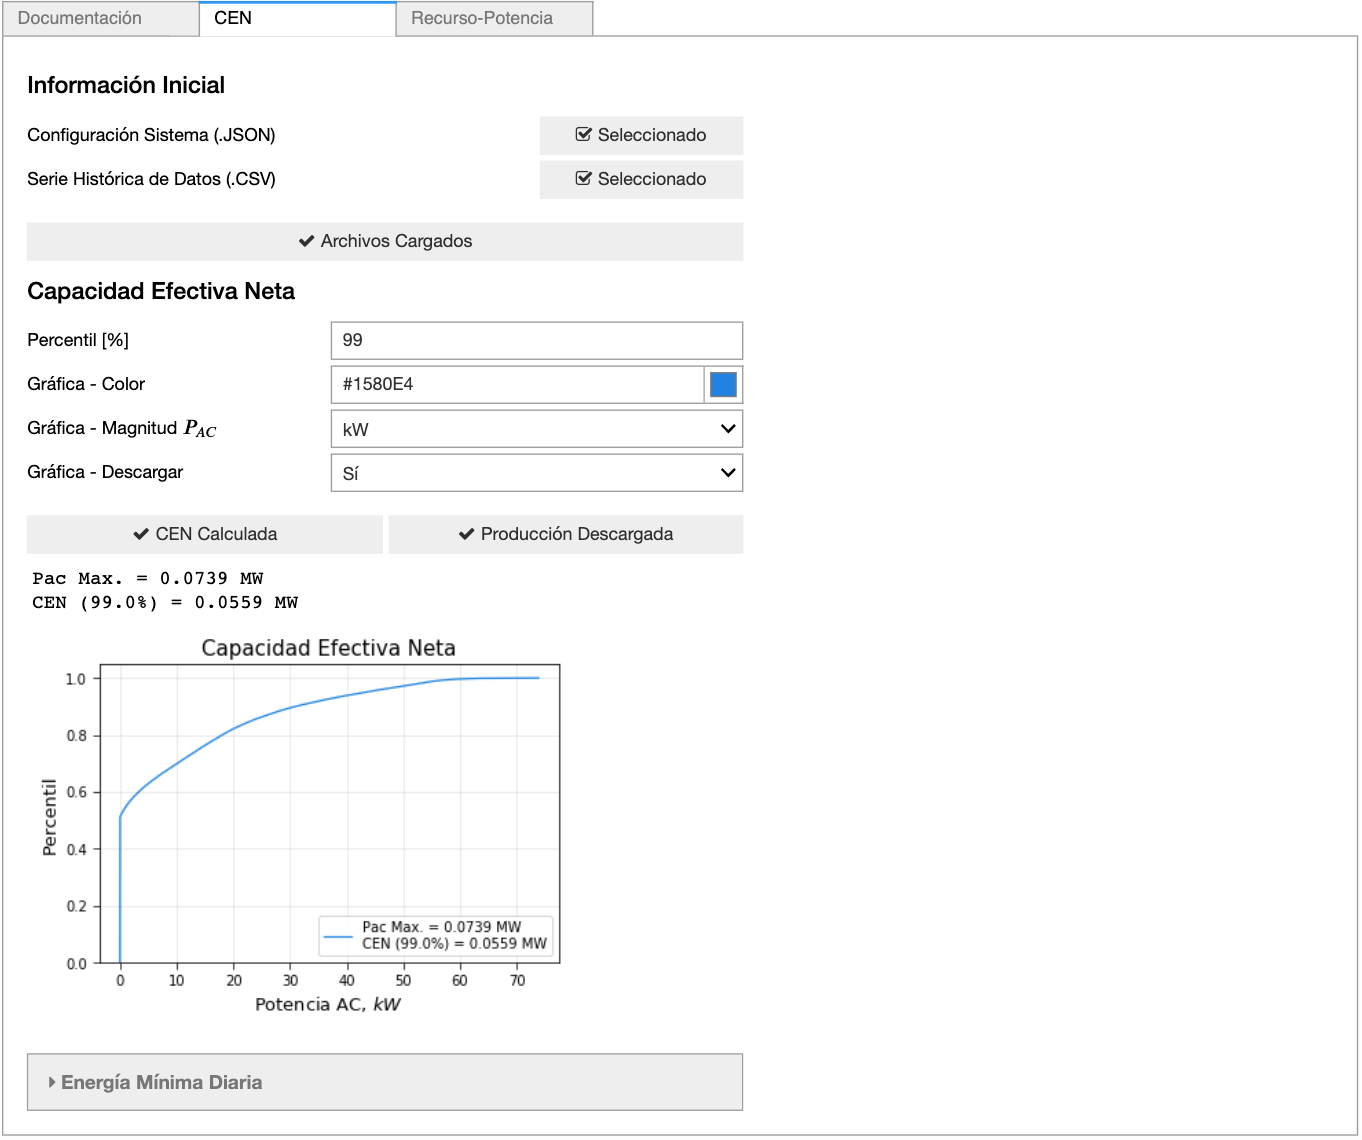 Documentación
CEN
Recurso-Potencia
Información Inicial
Configuración Sistema (.JSON)
Seleccionado
Serie Histórica de Datos (.CSV)
Seleccionado
Archivos Cargados
Capacidad Efectiva Neta
Percentil [%]
99
Gráfica - Color
#1580E4
Gráfica - Magnitud P_AC
kW
Gráfica - Descargar
Sí
CEN Calculada
Producción Descargada
Pac Max. = 0.0739 MW
CEN (99.0%) = 0.0559 MW
Capacidad Efectiva Neta
1.0
0.8
0.6
0.4
0.2
0.0
Percentil
Pac Max. = 0.0739 MW
CEN (99.0%) = 0.0559 MW
0 10 20 30 40 50 60 70
Potencia AC, kW
Energía Mínima Diaria